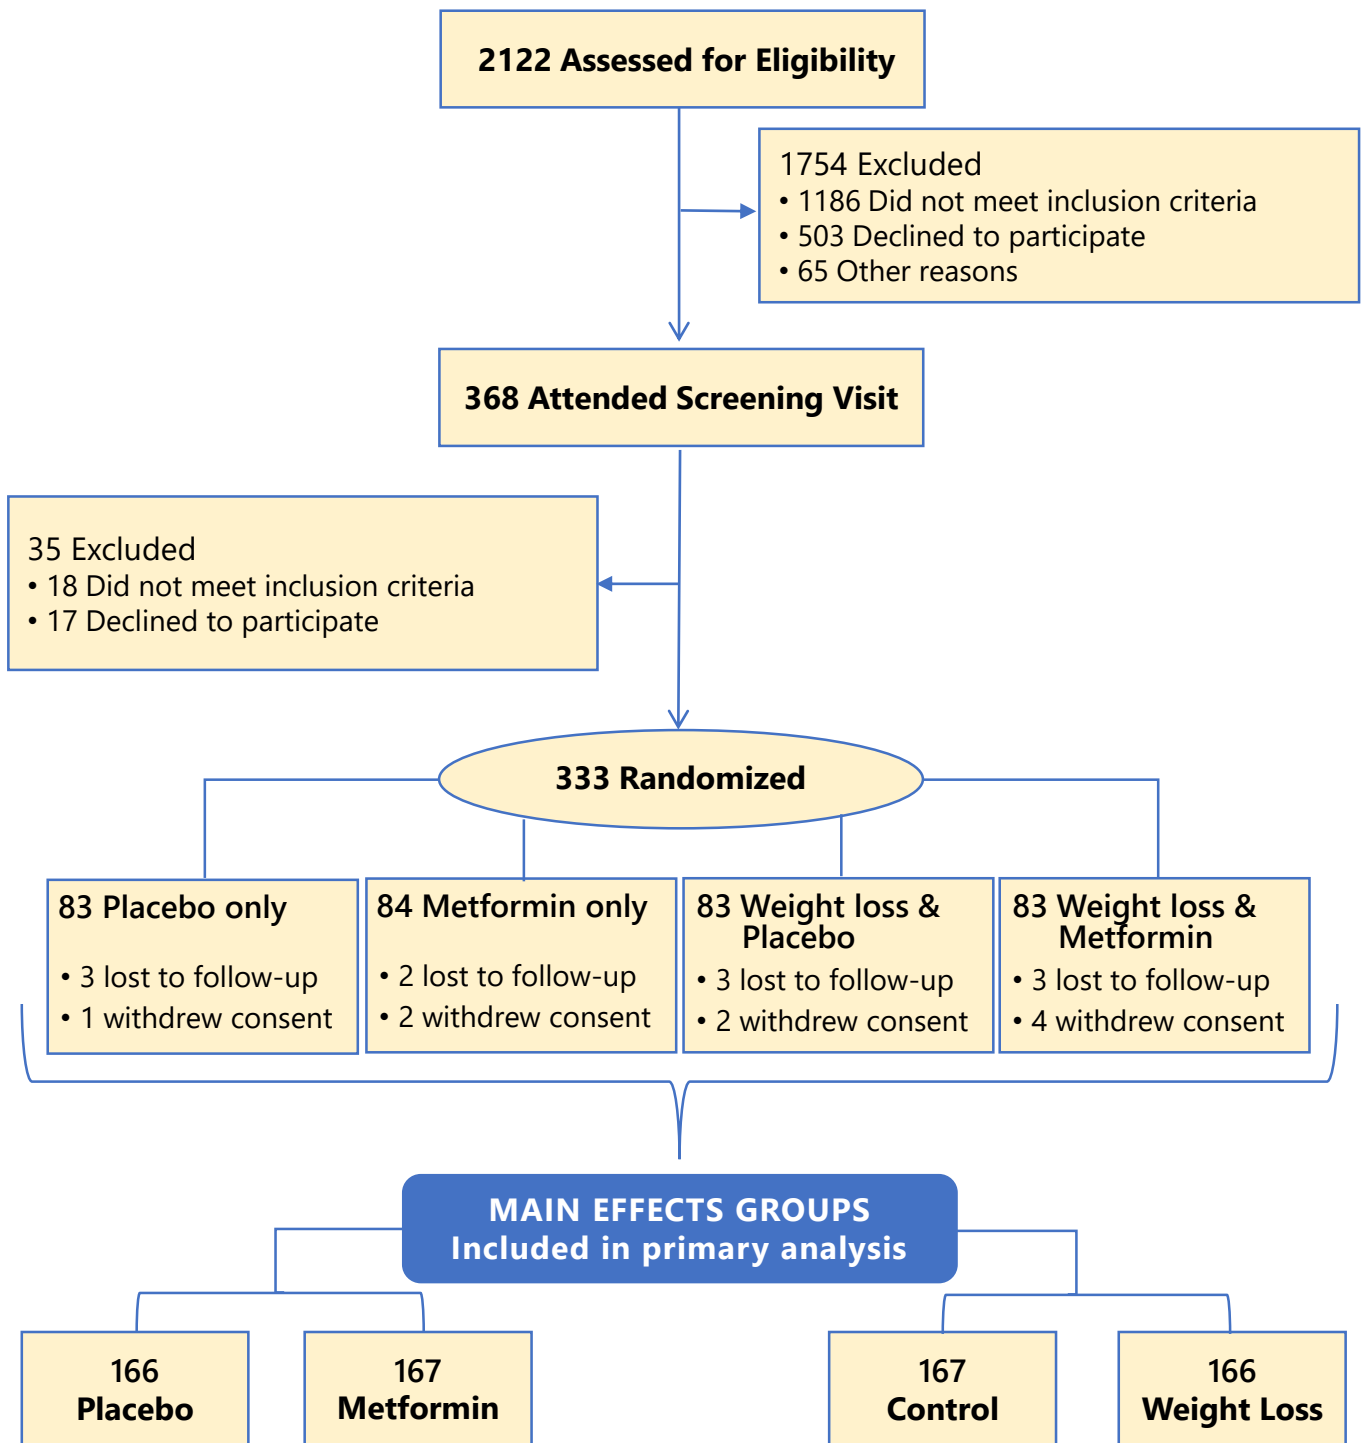 2122 Assessed for Eligibility
1754 Excluded
• 1186 Did not meet inclusion criteria
• 503 Declined to participate
• 65 Other reasons
368 Attended Screening Visit
35 Excluded
• 18 Did not meet inclusion criteria
• 17 Declined to participate
333 Randomized
83 Placebo only
• 3 lost to follow-up
• 1 withdrew consent
84 Metformin only
• 2 lost to follow-up
• 2 withdrew consent
83 Weight loss &
Placebo
• 3 lost to follow-up
• 2 withdrew consent
83 Weight loss &
Metformin
• 3 lost to follow-up
• 4 withdrew consent
MAIN EFFECTS GROUPS
Included in primary analysis
166
Placebo
167
Metformin
167
Control
166
Weight Loss